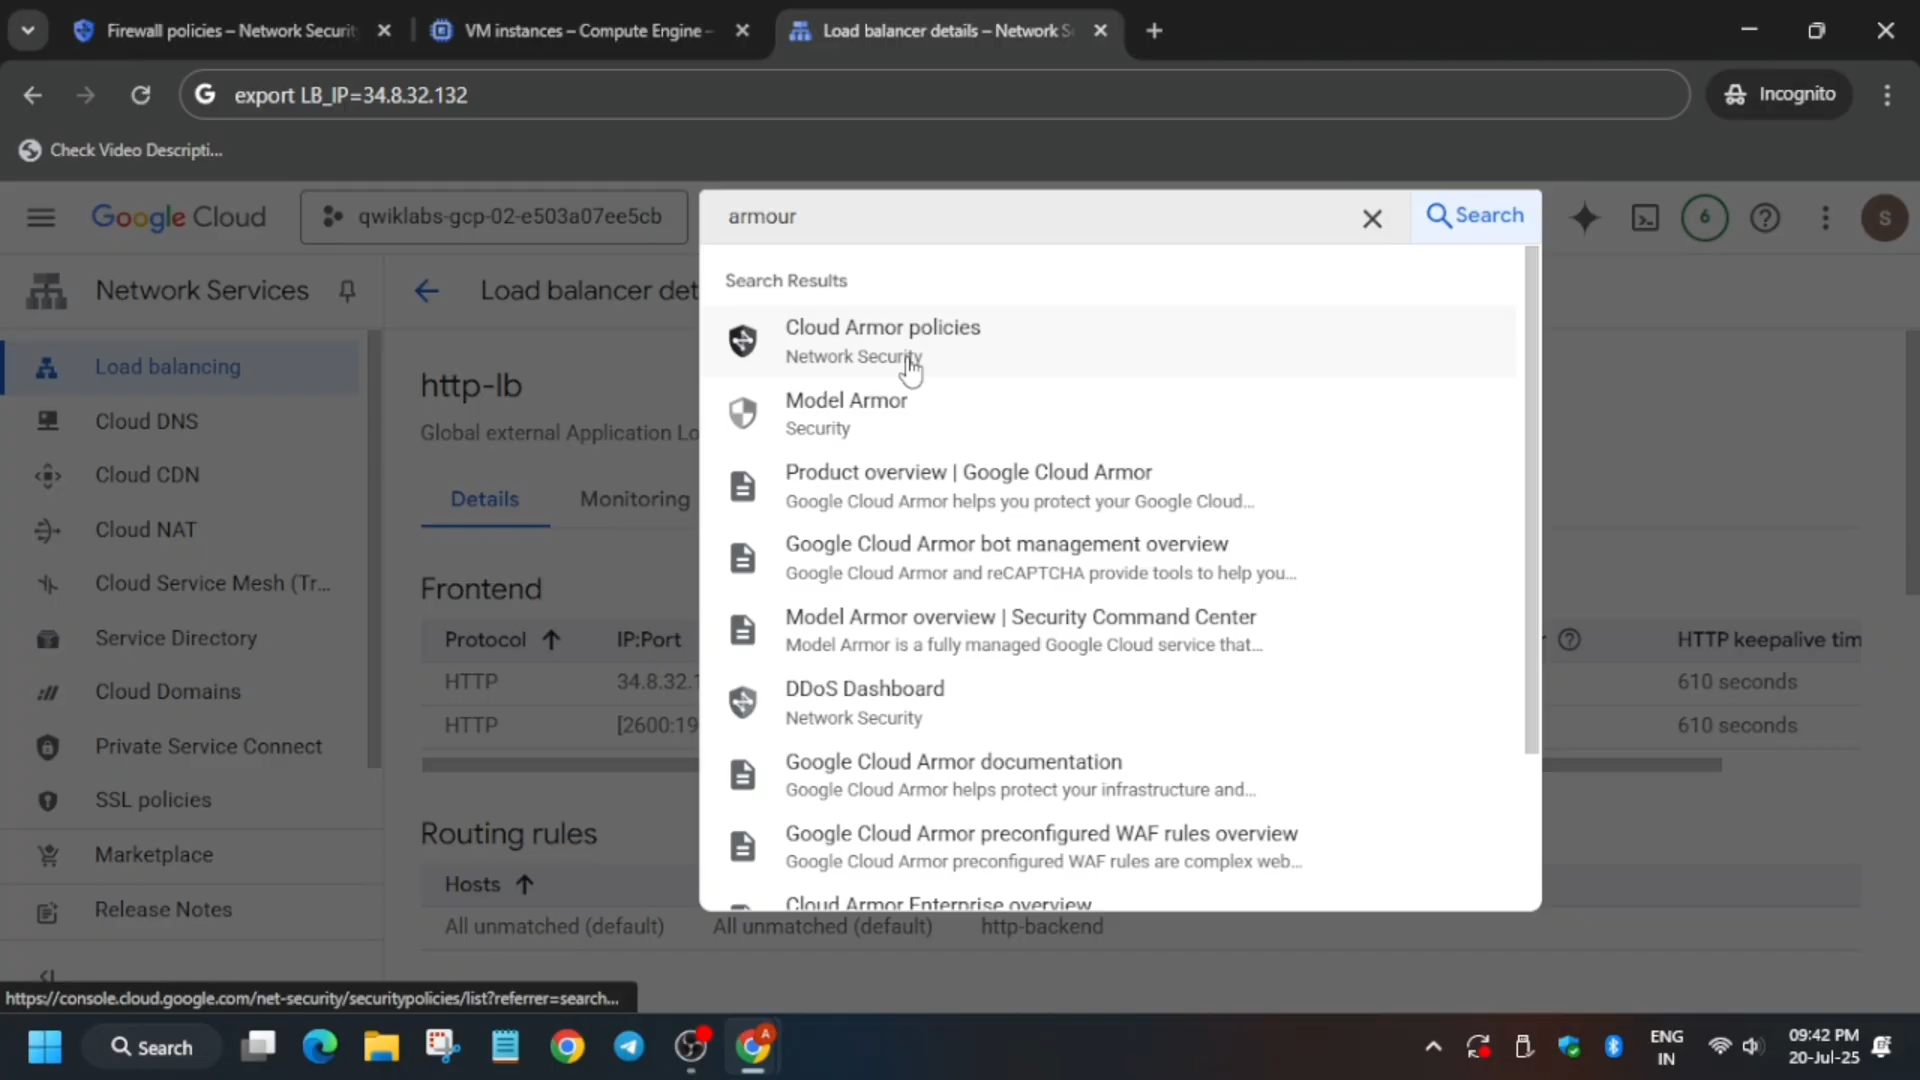 Firewall policies – Network Securit
VM instances – Compute Engine –
Load balancer details – Network S
export LB_IP=34.8.32.132
Incognito
Check Video Descripti...
Google Cloud
qwiklabs-gcp-02-e503a07ee5cb
armour
Search
6
S
Network Services
Load balancer det
Search Results
Cloud Armor policies
Network Security
Model Armor
Security
Product overview | Google Cloud Armor
Google Cloud Armor helps you protect your Google Cloud...
Google Cloud Armor bot management overview
Google Cloud Armor and reCAPTCHA provide tools to help you...
Model Armor overview | Security Command Center
Model Armor is a fully managed Google Cloud service that...
DDoS Dashboard
Network Security
Google Cloud Armor documentation
Google Cloud Armor helps protect your infrastructure and...
Google Cloud Armor preconfigured WAF rules overview
Google Cloud Armor preconfigured WAF rules are complex web...
Cloud Armor Enterprise overview
Load balancing
Cloud DNS
Cloud CDN
Cloud NAT
Cloud Service Mesh (Tr...
Service Directory
Cloud Domains
Private Service Connect
SSL policies
Marketplace
Release Notes
http-lb
Global external Application Lo
Details
Monitoring
Frontend
Protocol
IP:Port
HTTP keepalive tim
HTTP
34.8.32.1
610 seconds
HTTP
[2600:19
610 seconds
Routing rules
Hosts
All unmatched (default)
All unmatched (default)
http-backend
https://console.cloud.google.com/net-security/securitypolicies/list?referrer=search...
Search
A
ENG
IN
09:42 PM
20-Jul-25